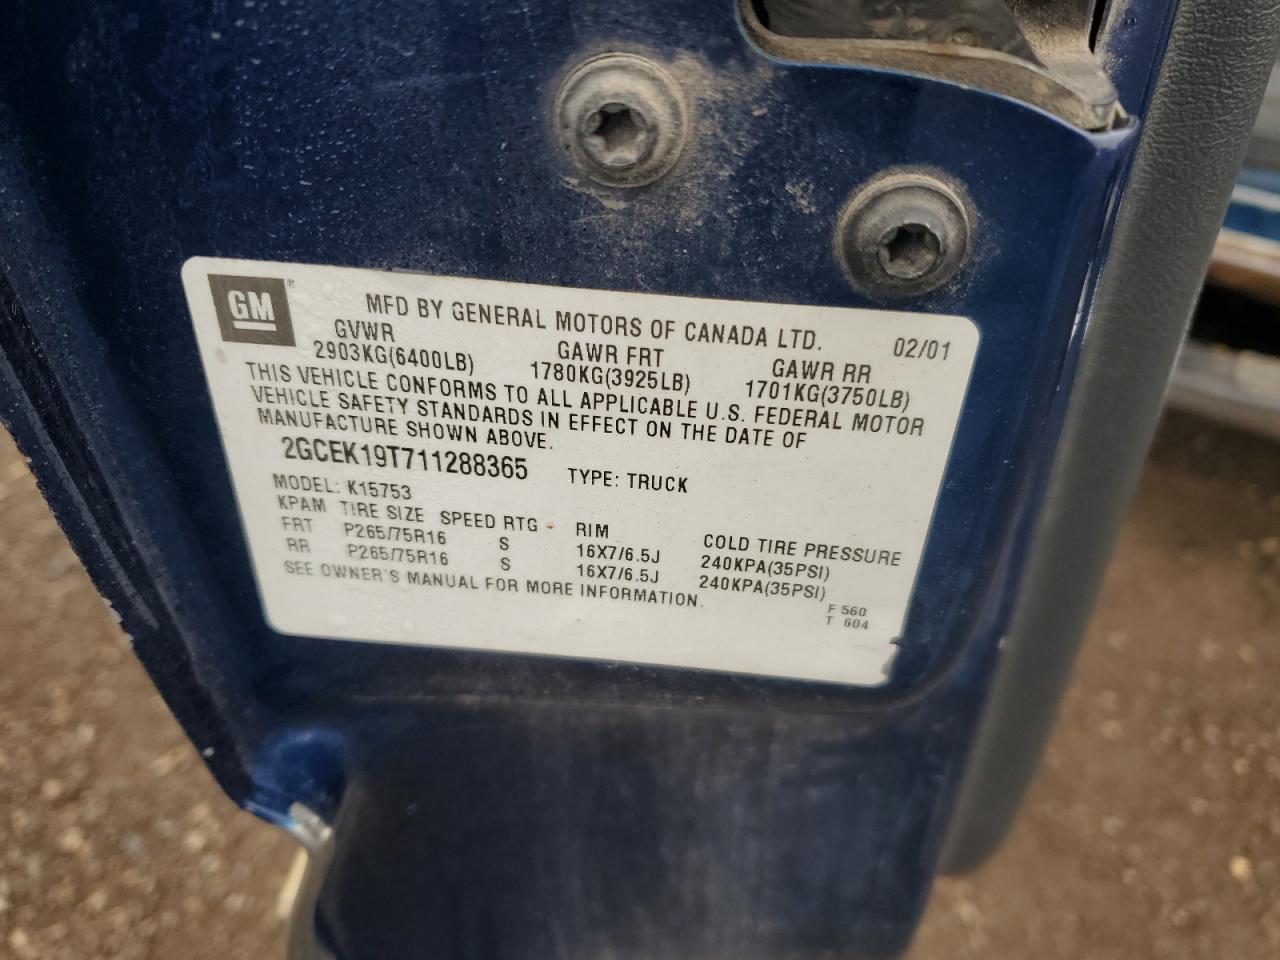 GM
MFD BY GENERAL MOTORS OF CANADA LTD. 02/01
GVWR GAWR FRT GAWR RR
2903KG(6400LB) 1780KG(3925LB) 1701KG(3750LB)
THIS VEHICLE CONFORMS TO ALL APPLICABLE U.S. FEDERAL MOTOR
VEHICLE SAFETY STANDARDS IN EFFECT ON THE DATE OF
MANUFACTURE SHOWN ABOVE.
2GCEK19T711288365 TYPE: TRUCK
MODEL: K15753
KPAM TIRE SIZE SPEED RTG RIM COLD TIRE PRESSURE
FRT P265/75R16 S 16X7/6.5J 240KPA(35PSI)
RR P265/75R16 S 16X7/6.5J 240KPA(35PSI)
SEE OWNER'S MANUAL FOR MORE INFORMATION.
F 560
T 604